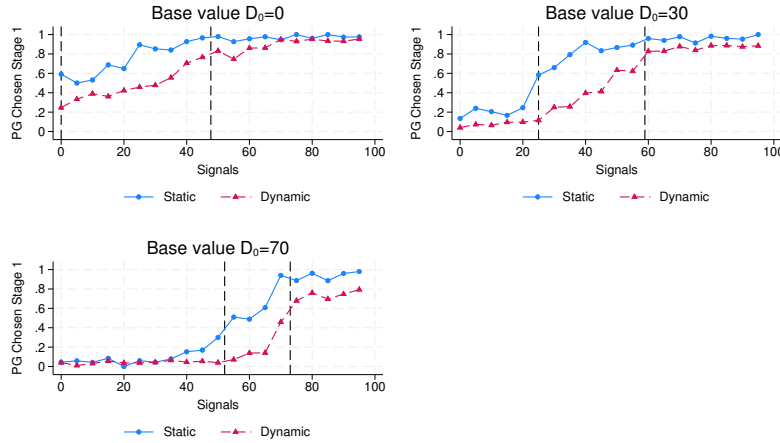 Base value D₀=0
PG Chosen Stage 1
1
.8
.6
.4
.2
0
0 20 40 60 80 100
Signals
Static Dynamic
Base value D₀=30
PG Chosen Stage 1
1
.8
.6
.4
.2
0
0 20 40 60 80 100
Signals
Static Dynamic
Base value D₀=70
PG Chosen Stage 1
1
.8
.6
.4
.2
0
0 20 40 60 80 100
Signals
Static Dynamic